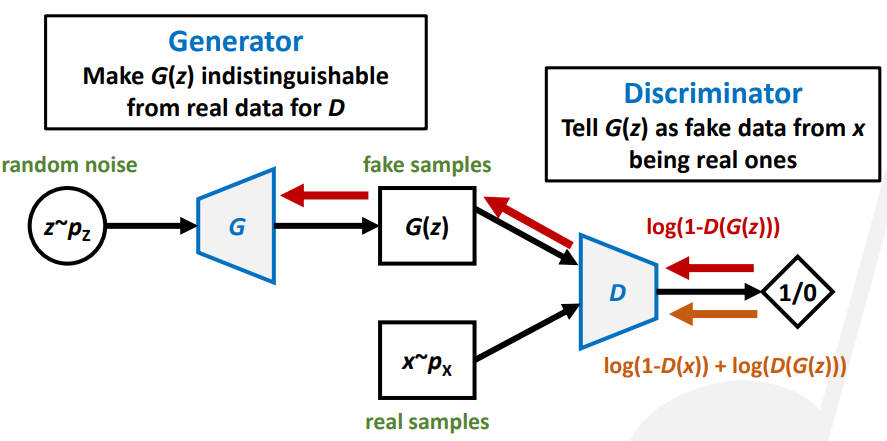 Generator
Make G(z) indistinguishable
from real data for D
Discriminator
Tell G(z) as fake data from x
being real ones
random noise
fake samples
z~pZ
G
G(z)
log(1-D(G(z)))
D
1/0
x~pX
log(1-D(x)) + log(D(G(z)))
real samples